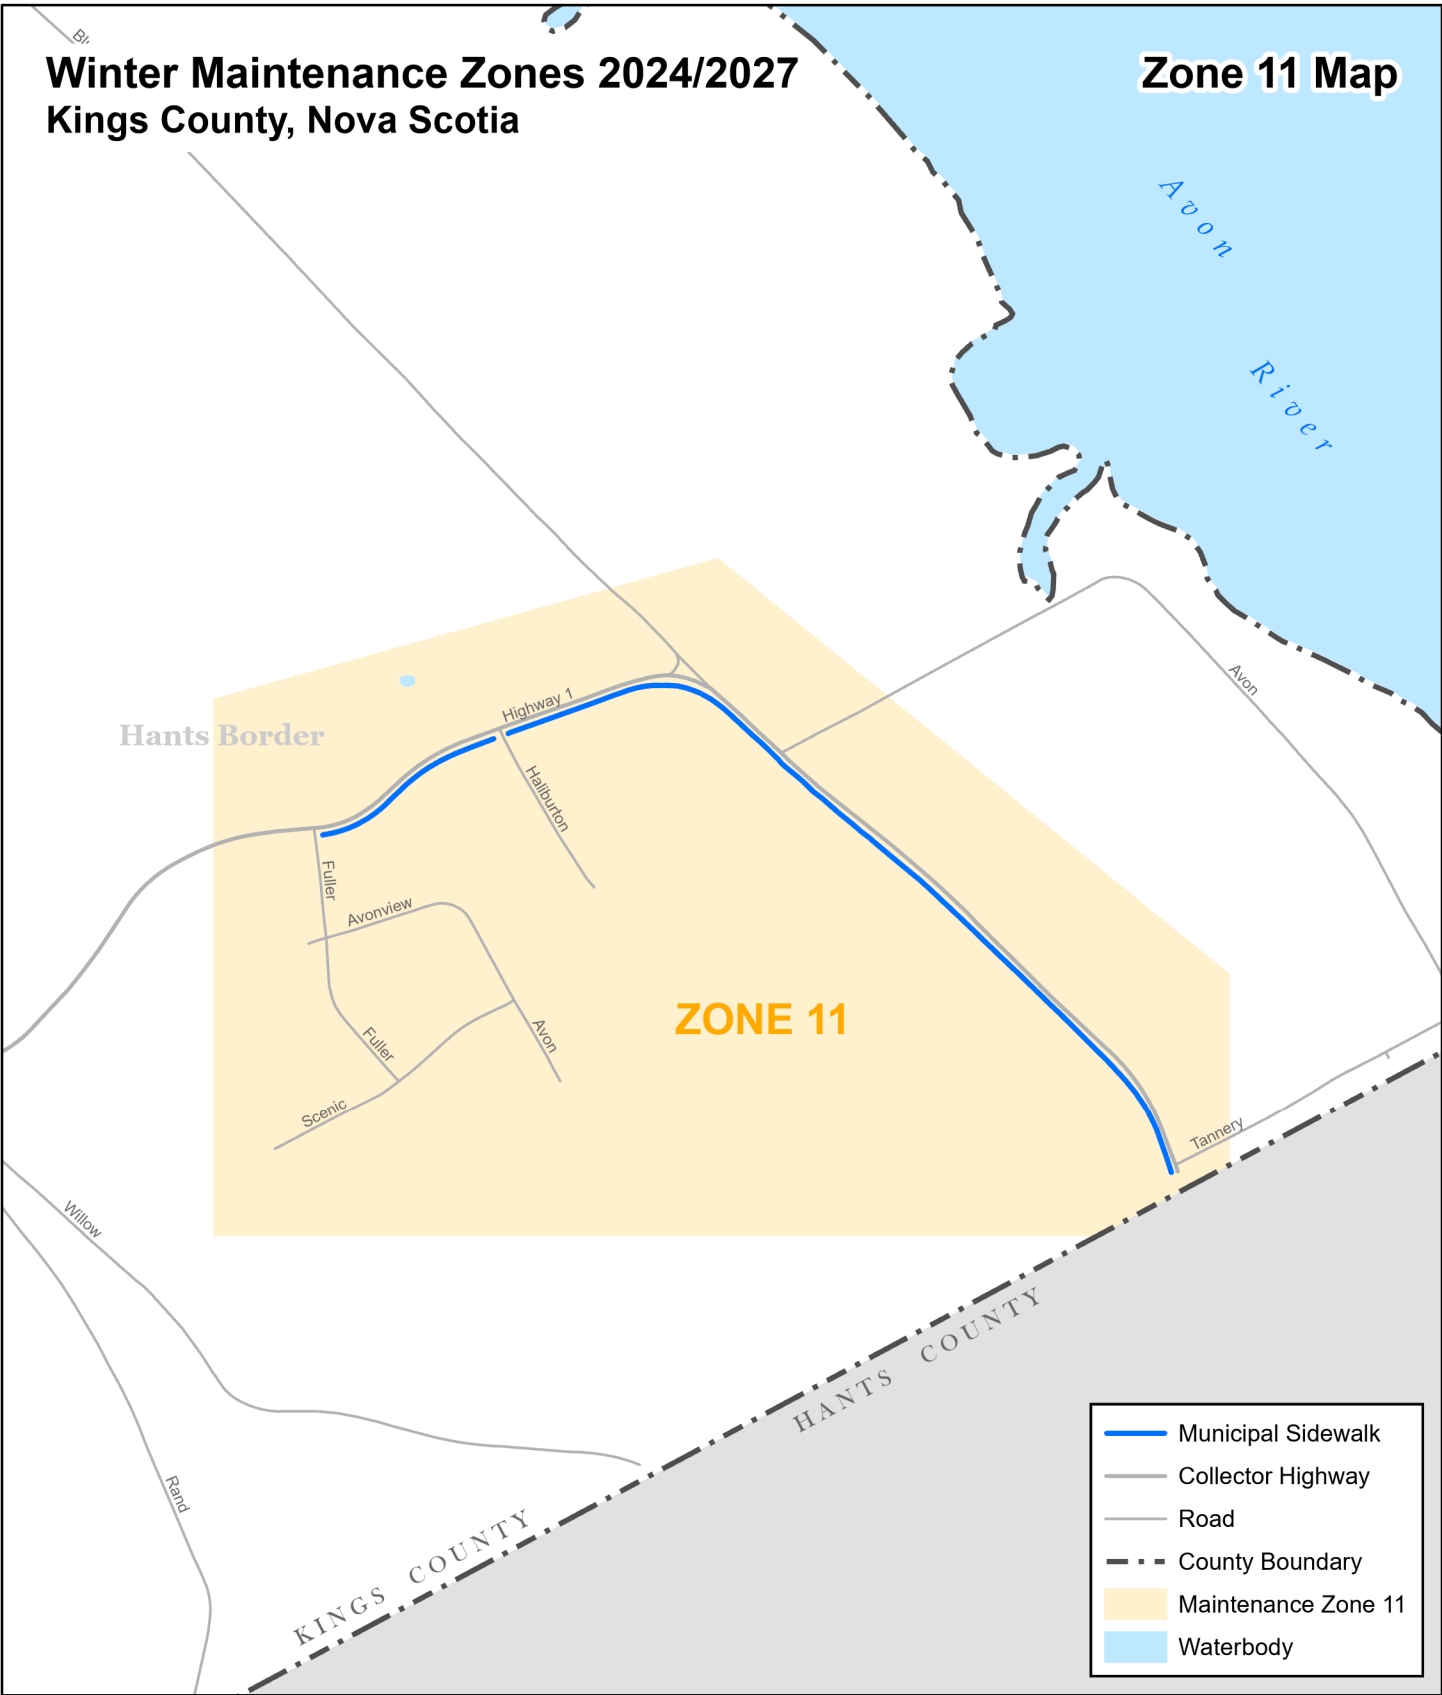 Winter Maintenance Zones 2024/2027
Kings County, Nova Scotia
Zone 11 Map
Avon
River
Avon
Highway 1
Hants Border
Haliburton
Fuller
Avonview
ZONE 11
Fuller
Avon
Scenic
Tannery
Willow
Rand
HANTS COUNTY
KINGS COUNTY
Municipal Sidewalk
Collector Highway
Road
County Boundary
Maintenance Zone 11
Waterbody